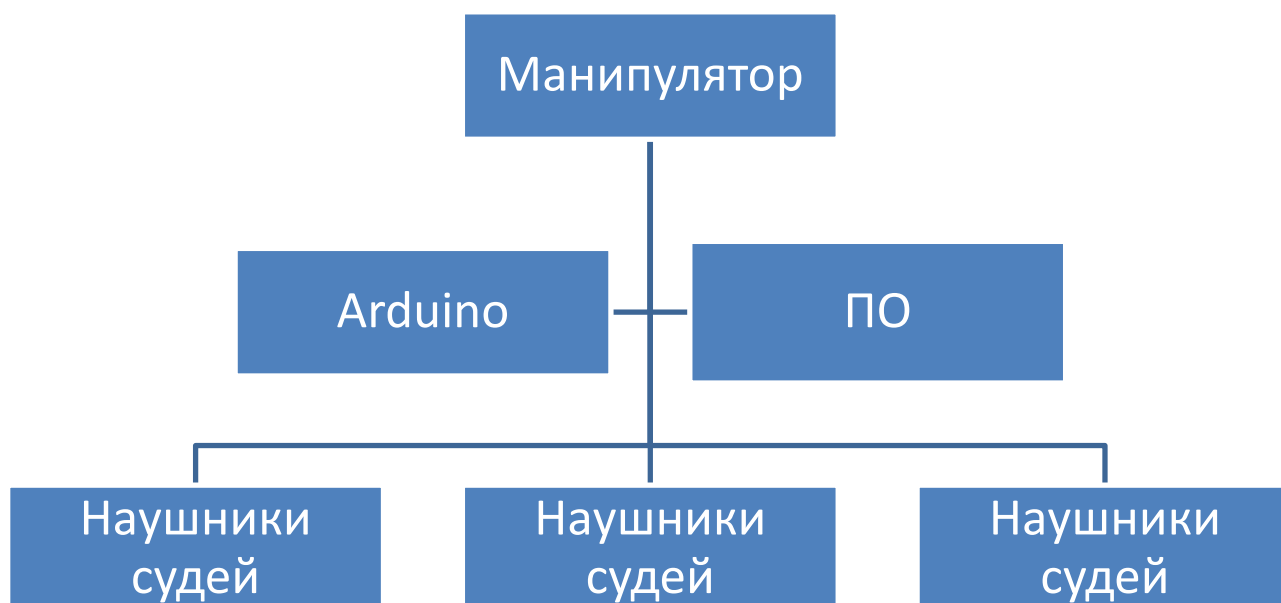 Манипулятор
Arduino
ПО
Наушники
судей
Наушники
судей
Наушники
судей